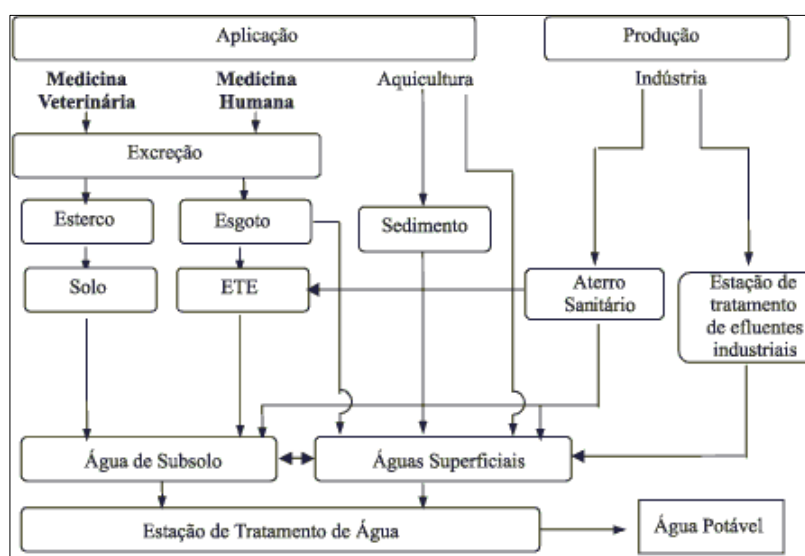 Aplicação
Produção
Medicina
Veterinária
Medicina
Humana
Aquicultura
Indústria
Excreção
Esterco
Esgoto
Sedimento
Solo
ETE
Aterro
Sanitário
Estação de
tratamento
de efluentes
industriais
Água de Subsolo
Águas Superficiais
Estação de Tratamento de Água
Água Potável